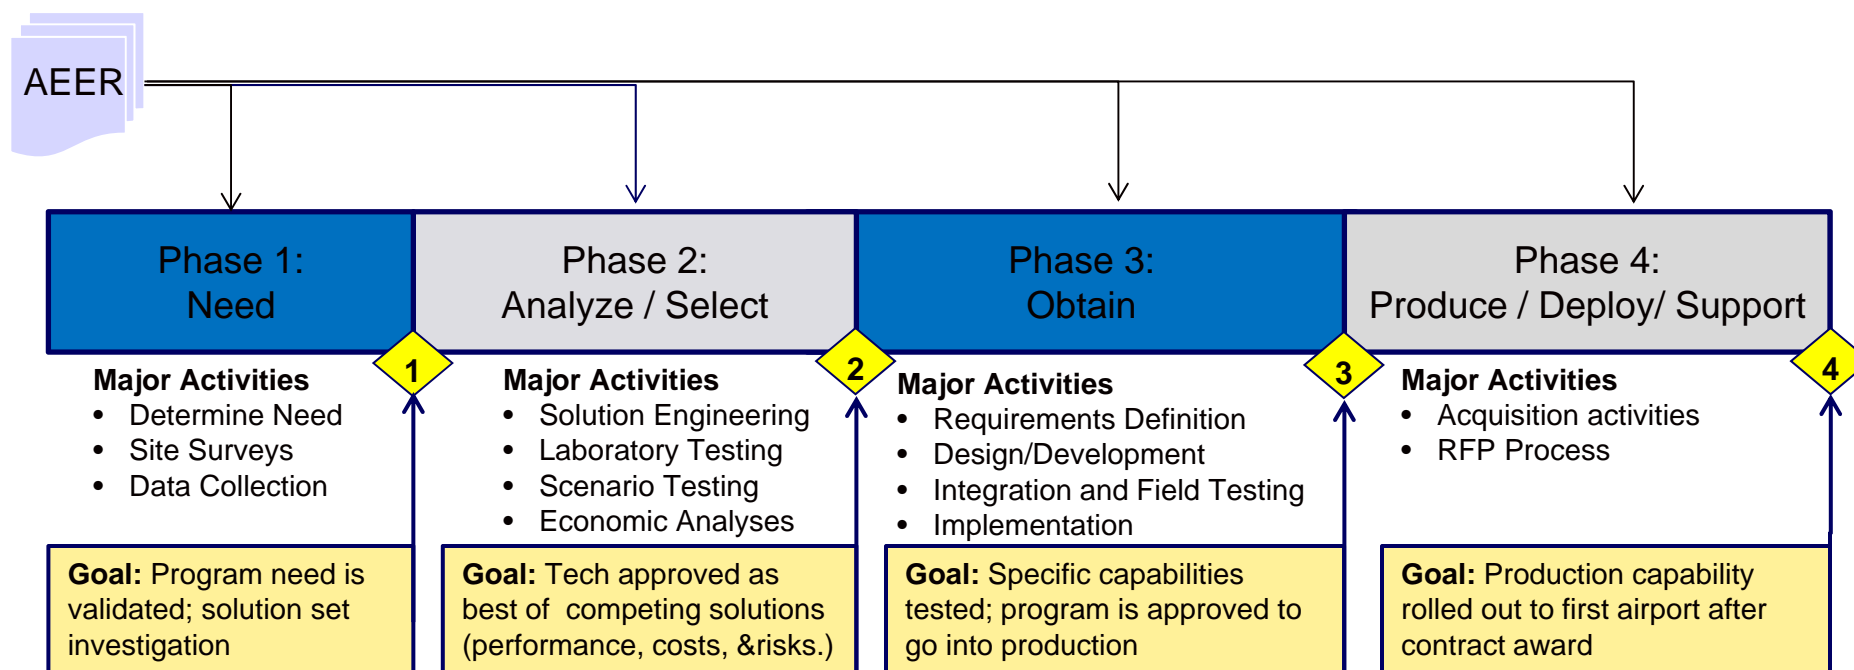 AEER
Phase 1:
Need
Phase 2:
Analyze / Select
Phase 3:
Obtain
Phase 4:
Produce / Deploy/ Support
1
2
3
4
Major Activities
• Determine Need
• Site Surveys
• Data Collection
Major Activities
• Solution Engineering
• Laboratory Testing
• Scenario Testing
• Economic Analyses
Major Activities
• Requirements Definition
• Design/Development
• Integration and Field Testing
• Implementation
Major Activities
• Acquisition activities
• RFP Process
Goal: Program need is
validated; solution set
investigation
Goal: Tech approved as
best of competing solutions
(performance, costs, &risks.)
Goal: Specific capabilities
tested; program is approved to
go into production
Goal: Production capability
rolled out to first airport after
contract award